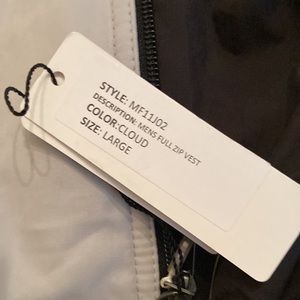 STYLE: MF11J02
DESCRIPTION: MENS FULL ZIP VEST
COLOR:CLOUD
SIZE: LARGE